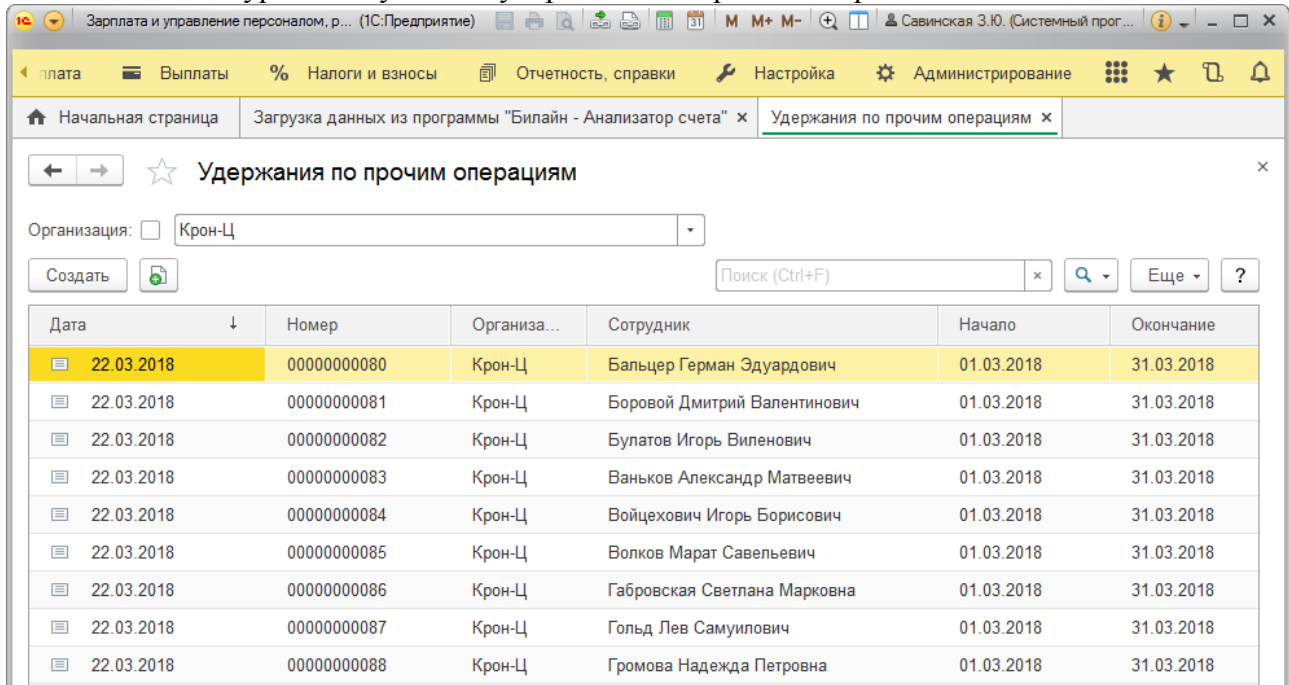 Зарплата и управление персоналом, р... (1С:Предприятие) M M+ M- Савинская З.Ю. (Системный прог...
плата Выплаты % Налоги и взносы Отчетность, справки Настройка Администрирование
Начальная страница Загрузка данных из программы "Билайн - Анализатор счета" × Удержания по прочим операциям ×
Удержания по прочим операциям
Организация: Крон-Ц
Создать Поиск (Ctrl+F) × Еще ?
Дата ↓ Номер Организа... Сотрудник Начало Окончание
22.03.2018 00000000080 Крон-Ц Бальцер Герман Эдуардович 01.03.2018 31.03.2018
22.03.2018 00000000081 Крон-Ц Боровой Дмитрий Валентинович 01.03.2018 31.03.2018
22.03.2018 00000000082 Крон-Ц Булатов Игорь Виленович 01.03.2018 31.03.2018
22.03.2018 00000000083 Крон-Ц Ваньков Александр Матвеевич 01.03.2018 31.03.2018
22.03.2018 00000000084 Крон-Ц Войцехович Игорь Борисович 01.03.2018 31.03.2018
22.03.2018 00000000085 Крон-Ц Волков Марат Савельевич 01.03.2018 31.03.2018
22.03.2018 00000000086 Крон-Ц Габровская Светлана Марковна 01.03.2018 31.03.2018
22.03.2018 00000000087 Крон-Ц Гольд Лев Самуилович 01.03.2018 31.03.2018
22.03.2018 00000000088 Крон-Ц Громова Надежда Петровна 01.03.2018 31.03.2018